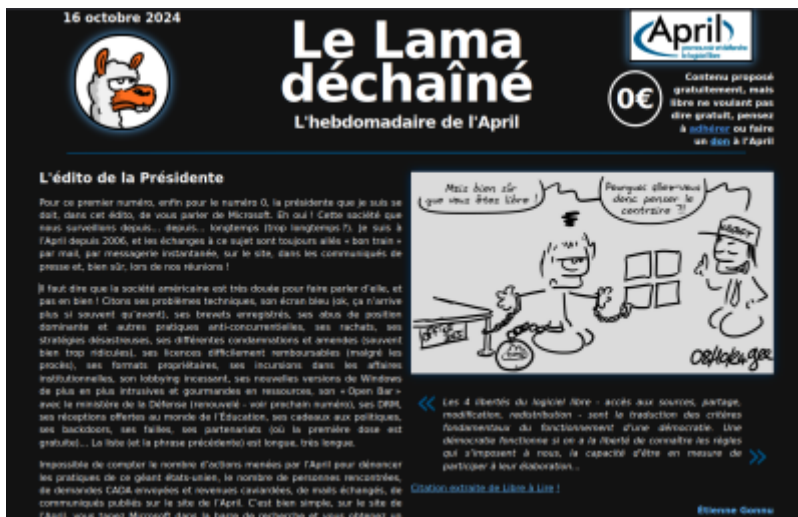 16 octobre 2024
Le Lama
déchaîné
L'hebdomadaire de l'April
April
0€
Contenu proposé
gratuitement, mais
libre ne voulant pas
dire gratuit, pensez
à adhérer ou faire
un don à l'April
L'édito de la Présidente
Pour ce premier numéro, enfin pour le numéro 0, la présidente que je suis se
doit, dans cet édito, de vous parler de Microsoft. Eh oui ! Cette société que
nous surveillons depuis... depuis... longtemps (trop longtemps ?). Je suis à
l'April depuis 2006, et les échanges à ce sujet sont toujours allés « bon train »
par mail, par messagerie instantanée, sur le site, dans les communiqués de
presse et, bien sûr, lors de nos réunions !
Il faut dire que la société américaine est très douée pour faire parler d'elle, et
pas en bien ! Citons ses problèmes techniques, son écran bleu (ok, ça n'arrive
plus si souvent qu'avant), ses brevets enregistrés, ses abus de position
dominante et autres pratiques anti-concurrentielles, ses rachats, ses
stratégies désastreuses, ses différentes condamnations et amendes (souvent
bien trop ridicules), ses licences difficilement remboursables (malgré les
procès), ses formats propriétaires, ses incursions dans les affaires
institutionnelles, son lobbying incessant, ses nouvelles versions de Windows
de plus en plus intrusives et gourmandes en ressources, son « Open Bar »
avec le ministère de la Défense (renouvelé - voir prochain numéro), ses DRM,
ses réceptions offertes au monde de l'Éducation, ses cadeaux aux politiques,
ses backdoors, ses failles, ses partenariats (où la première dose est
gratuite)... La liste (et la phrase précédente) est longue, très longue.
Impossible de compter le nombre d'actions menées par l'April pour dénoncer
les pratiques de ce géant états-unien, le nombre de personnes rencontrées,
de demandes CADA envoyées et revenues caviardées, de mails échangés, de
communiqués publiés sur le site de l'April. C'est bien simple, sur le site de
l'April, vous tapez Microsoft dans la barre de recherche et vous obtenez un
Mais bien sûr
que vous êtes libre !
Pourquoi allez-vous
donc penser le
contraire ?!
« Les 4 libertés du logiciel libre - accès aux sources, partage,
modification, redistribution - sont la traduction des critères
fondamentaux du fonctionnement d'une démocratie. Une
démocratie fonctionne si on a la liberté de connaître les règles
qui s'imposent à nous, la capacité d'être en mesure de
participer à leur élaboration... »
Citation extraite de Libre à Lire !
Étienne Gonnu